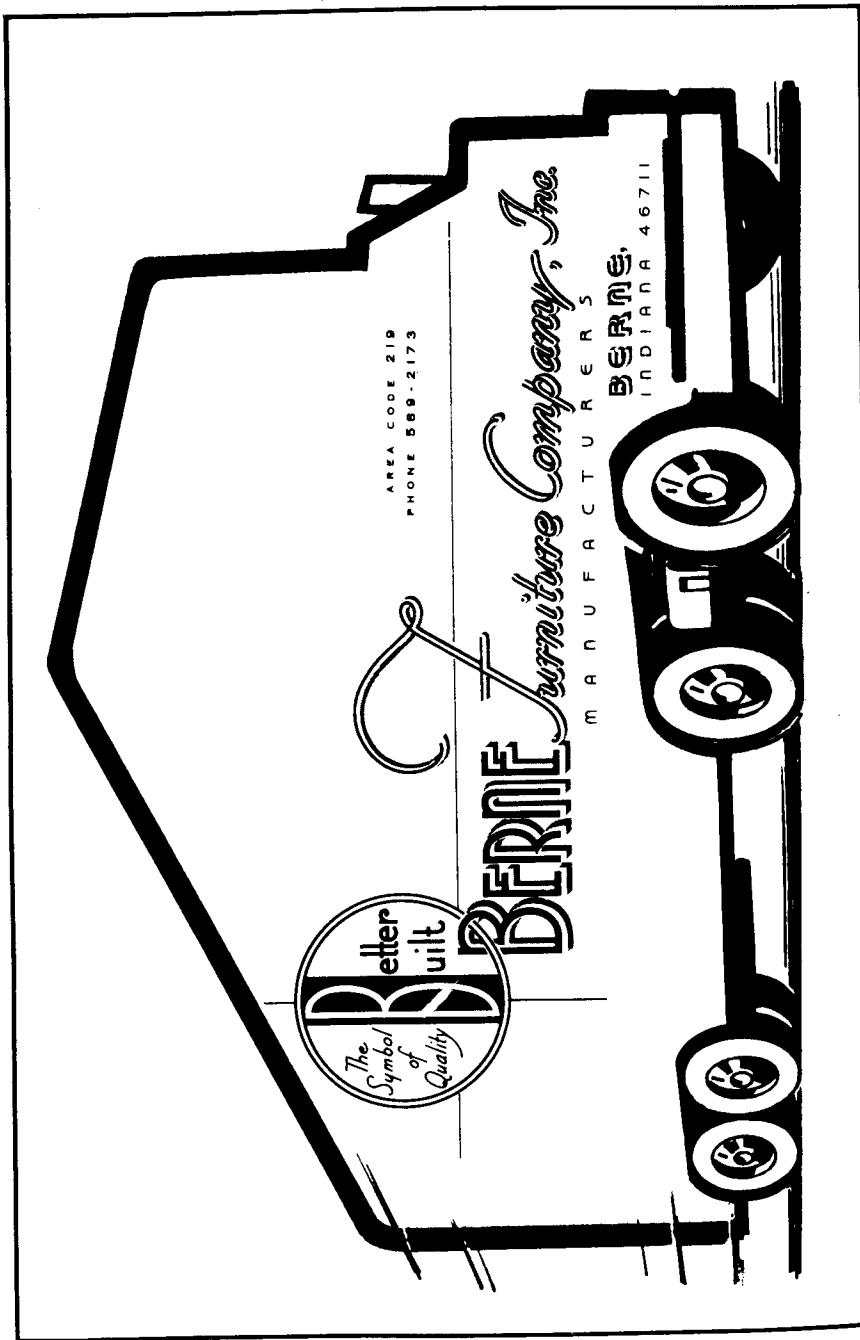 AREA CODE 219
PHONE 589-2173
The
Symbol
of
Quality
Better
Built
BERNE Furniture Company, Inc.
MANUFACTURERS
BERNE,
INDIANA 46711